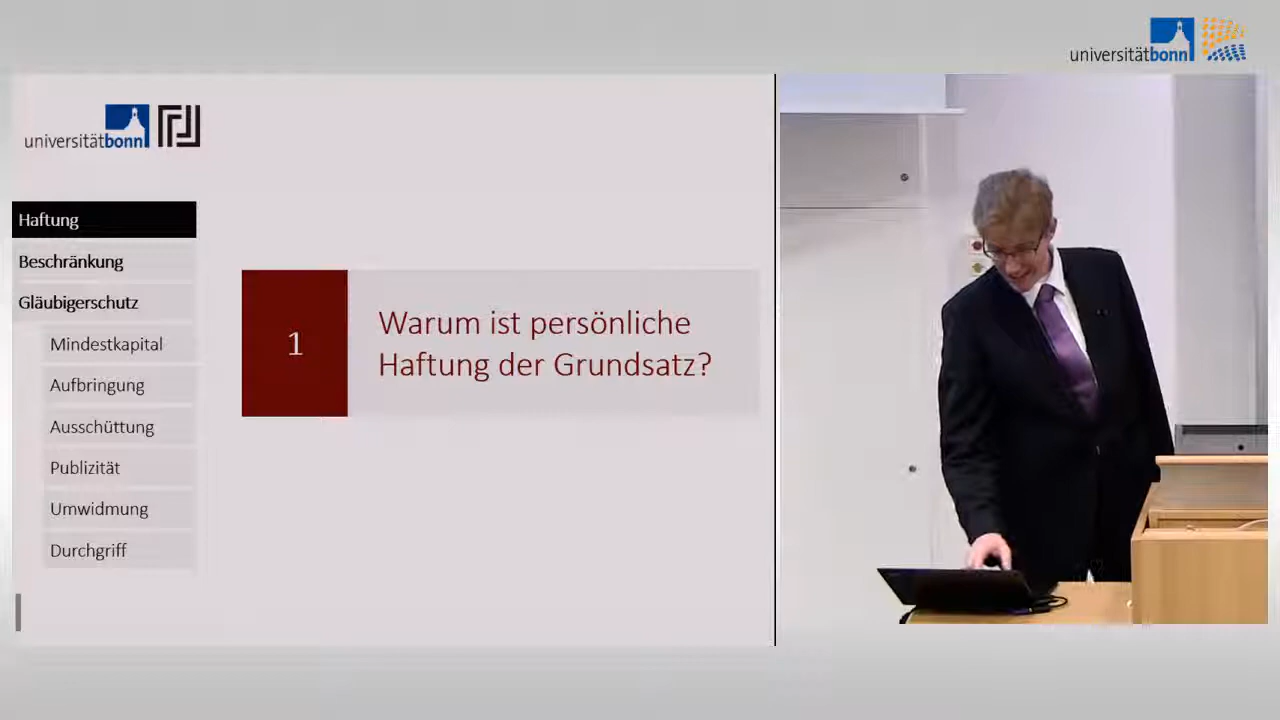 universitätbonn
universitätbonn
Haftung
Beschränkung
Gläubigerschutz
Mindestkapital
Aufbringung
Ausschüttung
Publizität
Umwidmung
Durchgriff
1
Warum ist persönliche
Haftung der Grundsatz?